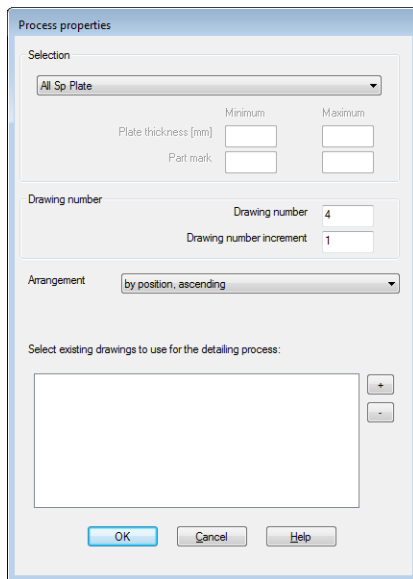 Process properties
Selection
All Sp Plate
Minimum Maximum
Plate thickness [mm]
Part mark
Drawing number
Drawing number 4
Drawing number increment 1
Arrangement by position, ascending
Select existing drawings to use for the detailing process:
+
-
OK Cancel Help